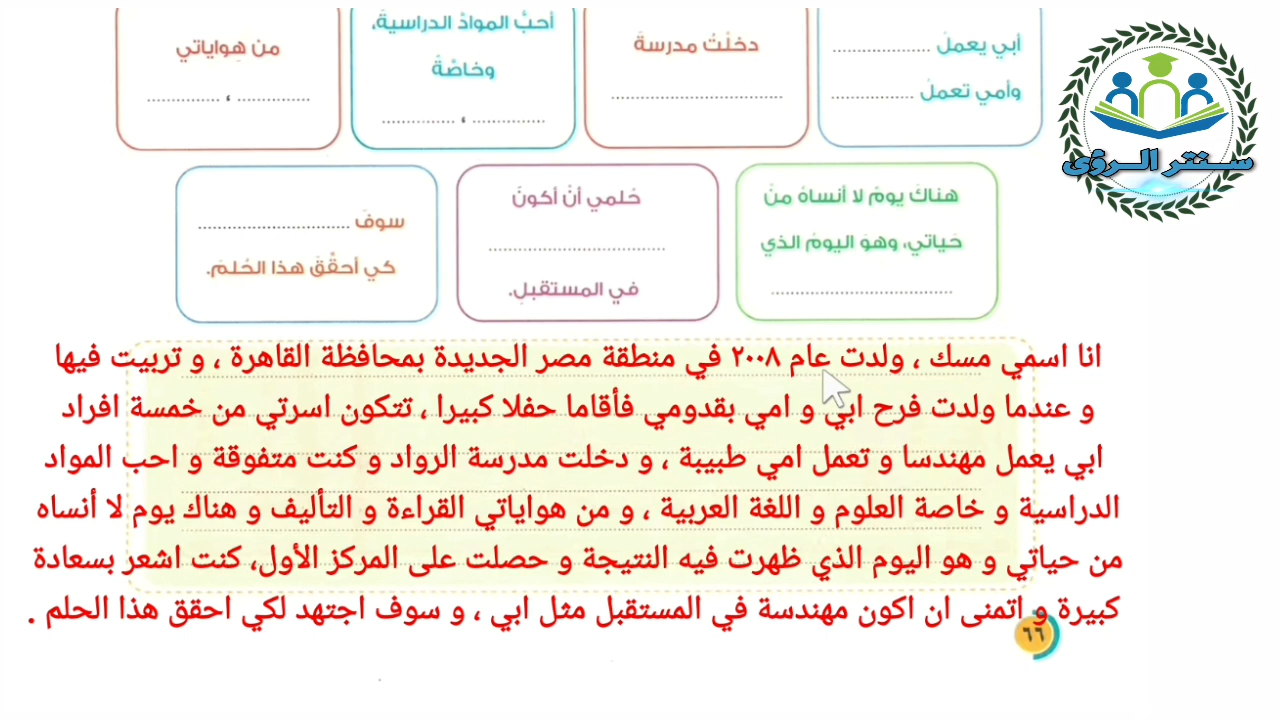 أبي يعملُ ........................
وأمي تعملُ ....................
دخلْتُ مدرسةَ
..........................................
أحبُّ الموادَّ الدراسيةَ،
وخاصَّةً
.................. ، ..................
من هِواياتي
.................. ، ..................
سنتر الرؤى
هناكَ يومٌ لا أنساهُ منْ
حَياتي، وهوَ اليومُ الذي
.............................................
حُلمي أنْ أكونَ
............................................
في المستقبلِ.
سوفَ ......................................
كي أحقِّقَ هذا الحُلمَ.
انا اسمي مسك ، ولدت عام ٢٠٠٨ في منطقة مصر الجديدة بمحافظة القاهرة ، و تربيت فيها
و عندما ولدت فرح ابي و امي بقدومي فأقاما حفلا كبيرا ، تتكون اسرتي من خمسة افراد
ابي يعمل مهندسا و تعمل امي طبيبة ، و دخلت مدرسة الرواد و كنت متفوقة و احب المواد
الدراسية و خاصة العلوم و اللغة العربية ، و من هواياتي القراءة و التأليف و هناك يوم لا أنساه
من حياتي و هو اليوم الذي ظهرت فيه النتيجة و حصلت على المركز الأول، كنت اشعر بسعادة
كبيرة و اتمنى ان اكون مهندسة في المستقبل مثل ابي ، و سوف اجتهد لكي احقق هذا الحلم .
٦٦